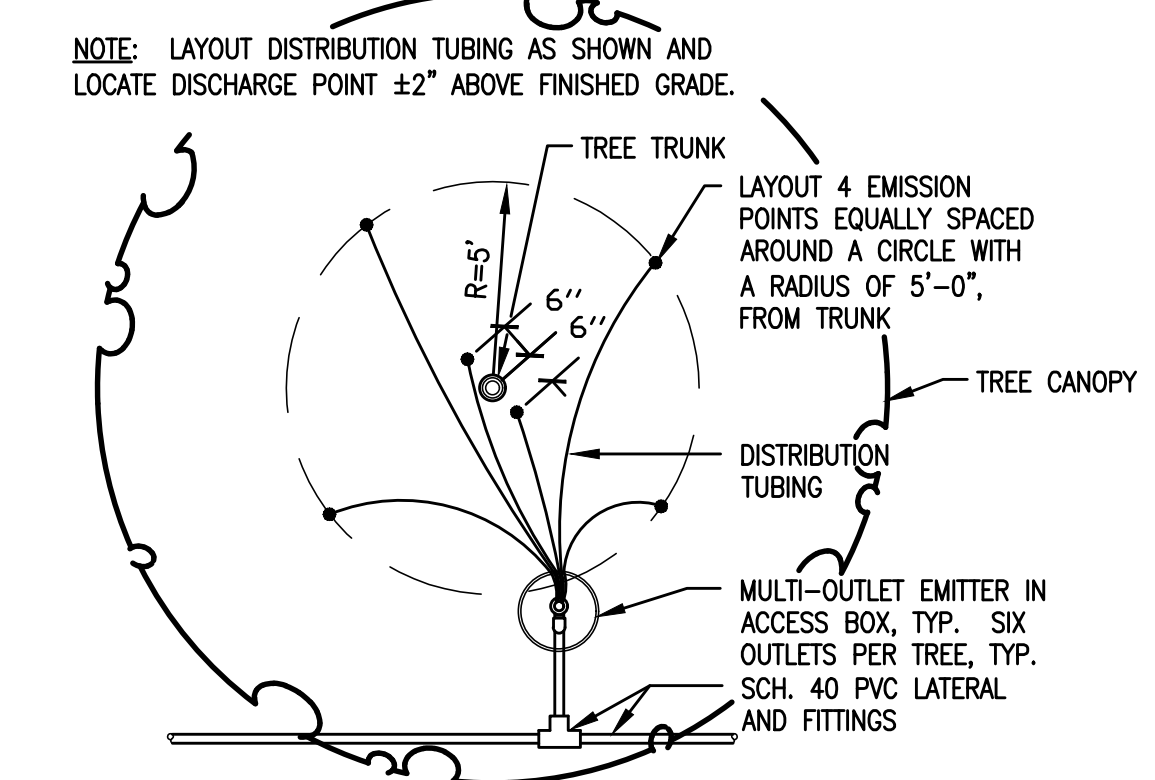 NOTE: LAYOUT DISTRIBUTION TUBING AS SHOWN AND
LOCATE DISCHARGE POINT ±2" ABOVE FINISHED GRADE.
TREE TRUNK
LAYOUT 4 EMISSION
POINTS EQUALLY SPACED
AROUND A CIRCLE WITH
A RADIUS OF 5'-0",
FROM TRUNK
R=5'
6"
6"
TREE CANOPY
DISTRIBUTION
TUBING
MULTI-OUTLET EMITTER IN
ACCESS BOX, TYP. SIX
OUTLETS PER TREE, TYP.
SCH. 40 PVC LATERAL
AND FITTINGS